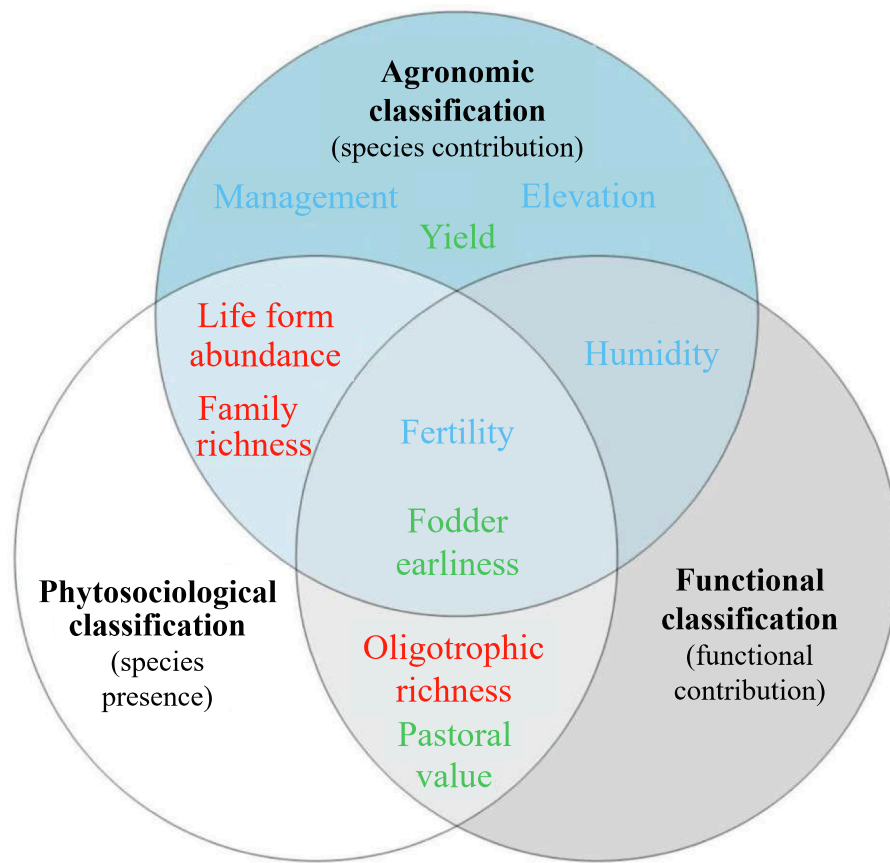 Agronomic
classification
(species contribution)
Management
Elevation
Yield
Life form
abundance
Humidity
Family
richness
Fertility
Fodder
earliness
Phytosociological
classification
(species
presence)
Functional
classification
(functional
contribution)
Oligotrophic
richness
Pastoral
value